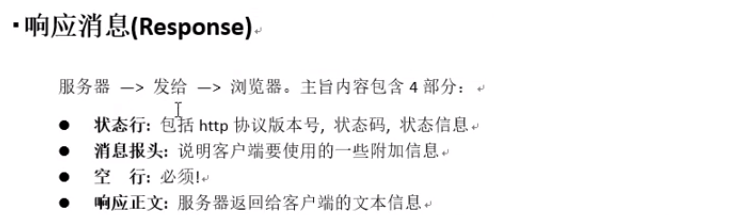 ▪响应消息(Response)
服务器 —> 发给 —> 浏览器。主旨内容包含 4 部分：
● 状态行: 包括 http 协议版本号, 状态码, 状态信息
● 消息报头: 说明客户端要使用的一些附加信息
● 空 行: 必须!
● 响应正文: 服务器返回给客户端的文本信息